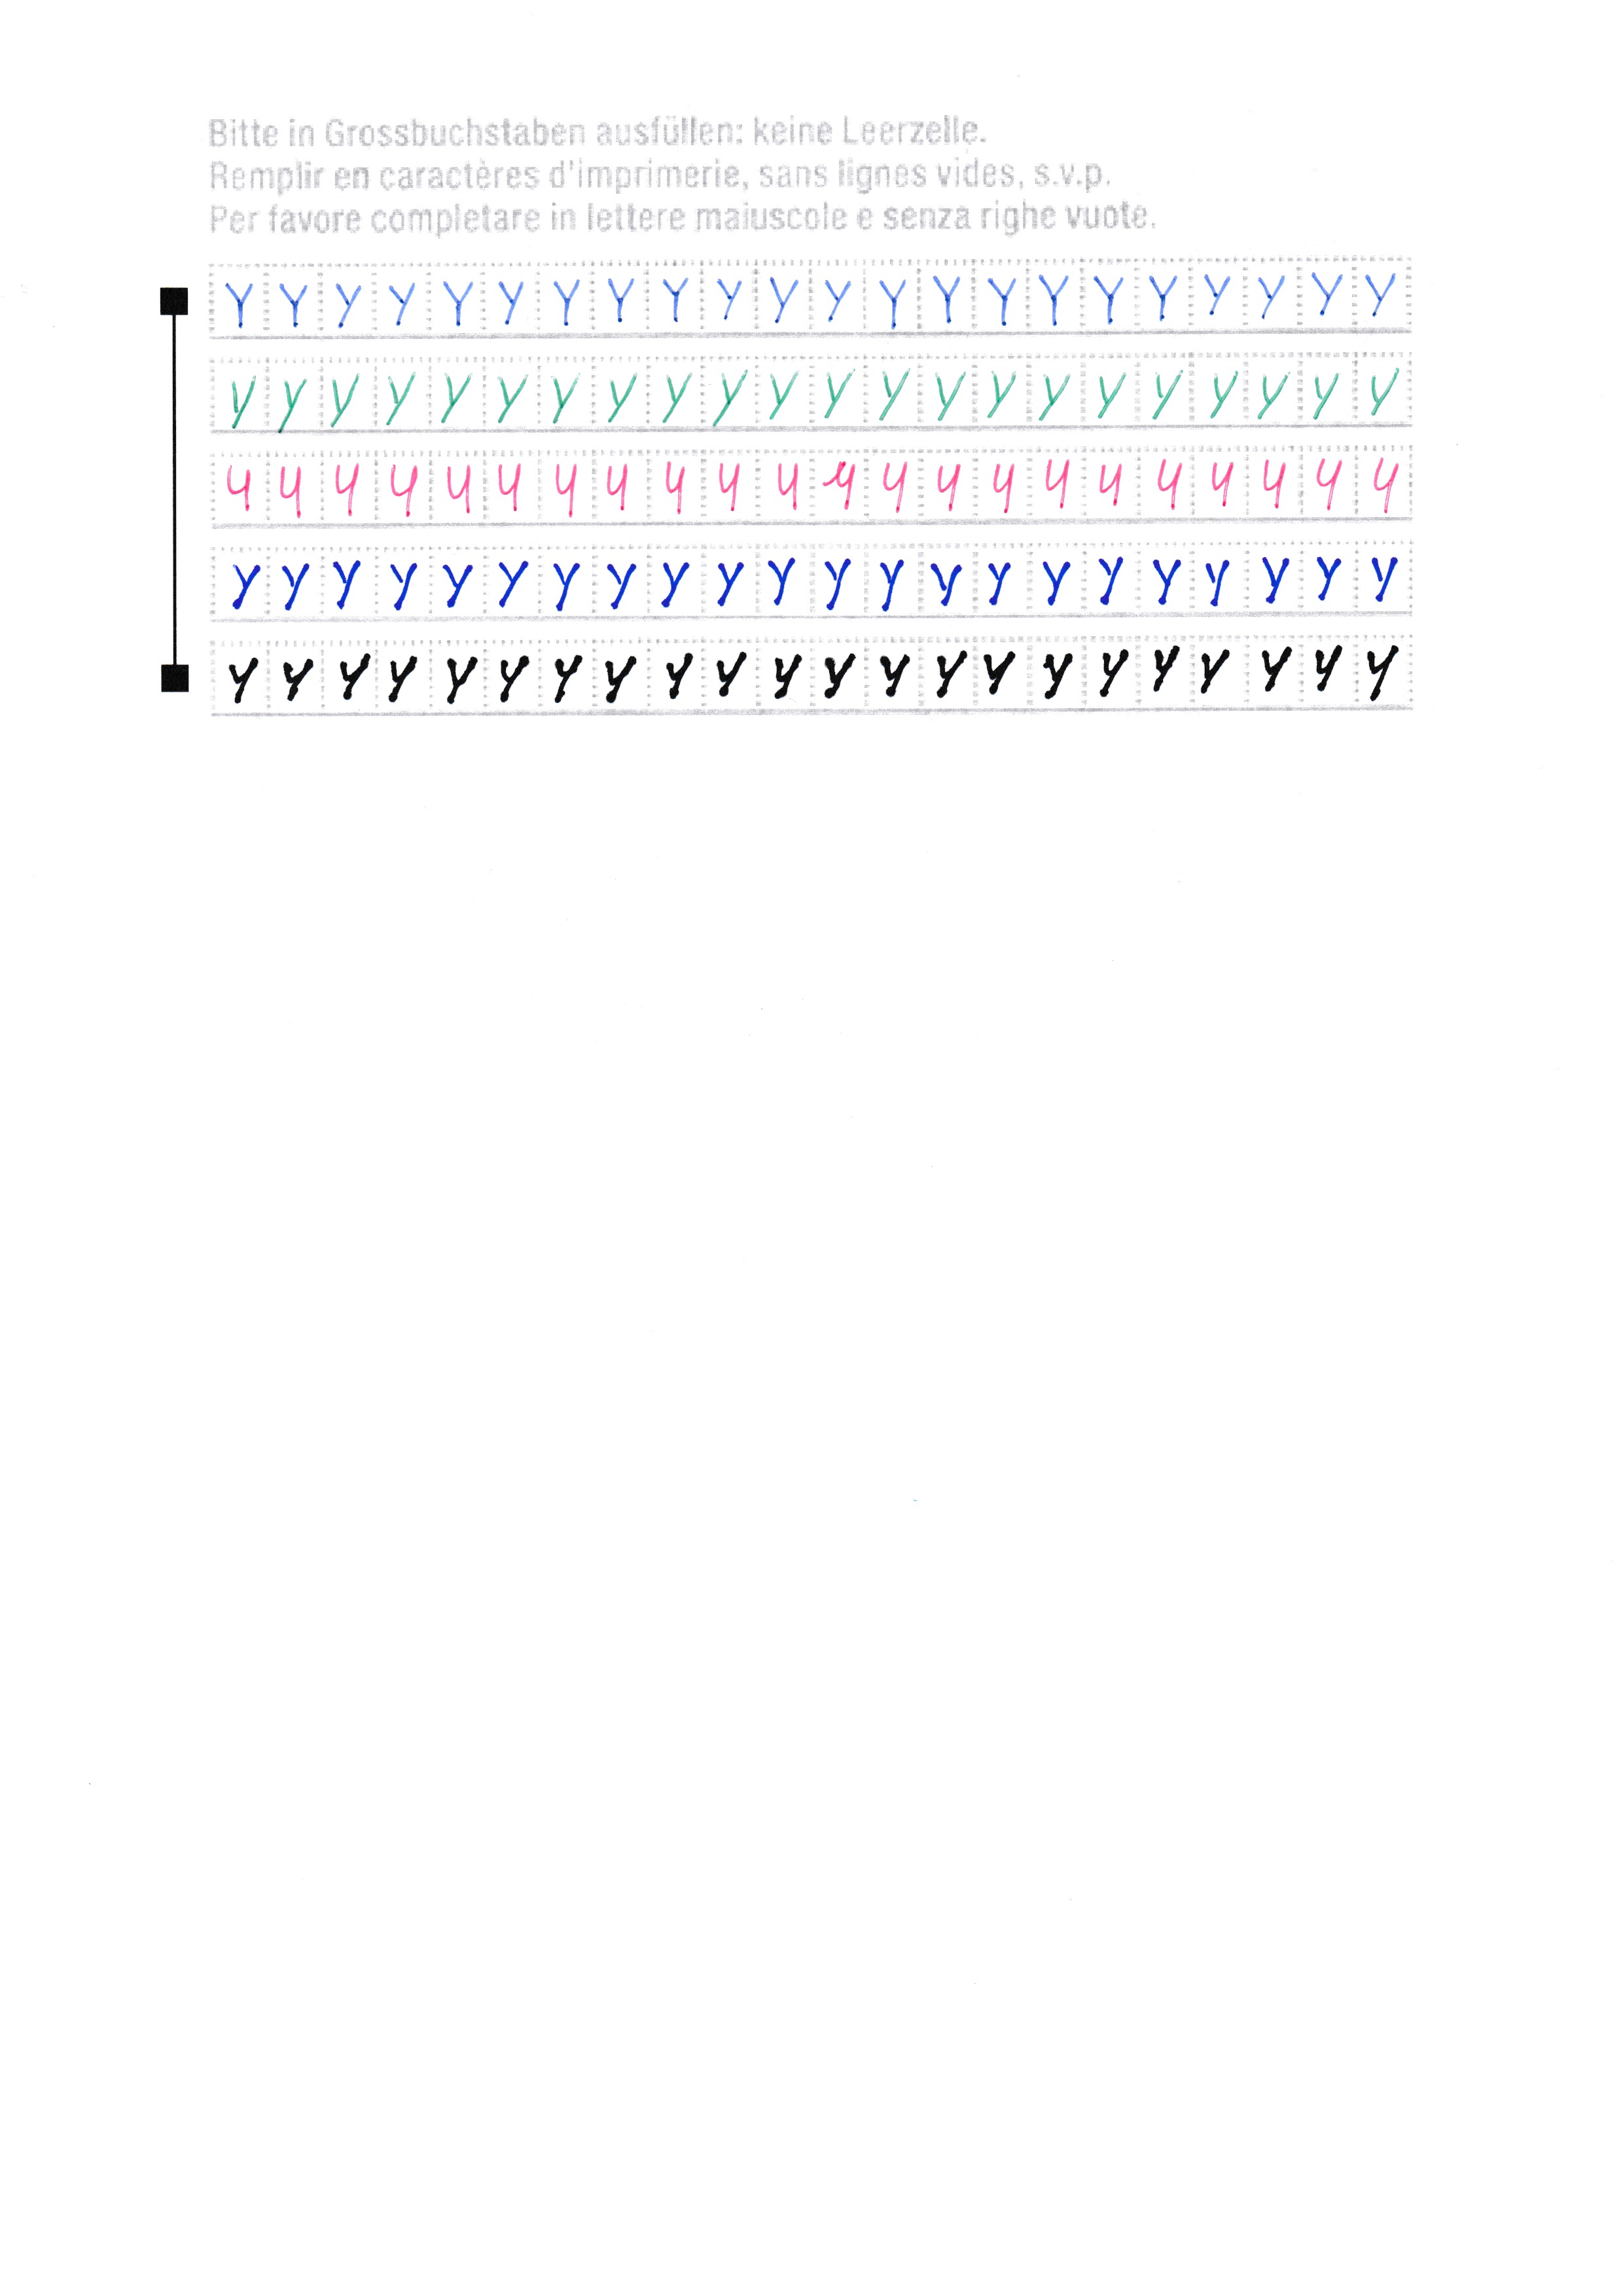 Bitte in Grossbuchstaben ausfüllen: keine Leerzelle.
Remplir en caractères d'imprimerie, sans lignes vides, s.v.p.
Per favore completare in lettere maiuscole e senza righe vuote.
Y Y Y Y Y Y Y Y Y Y Y Y Y Y Y Y Y Y Y Y Y Y
Y Y Y Y Y Y Y Y Y Y Y Y Y Y Y Y Y Y Y Y Y Y
Y Y Y Y Y Y Y Y Y Y Y Y Y Y Y Y Y Y Y Y Y Y
Y Y Y Y Y Y Y Y Y Y Y Y Y Y Y Y Y Y Y Y Y Y
Y Y Y Y Y Y Y Y Y Y Y Y Y Y Y Y Y Y Y Y Y Y